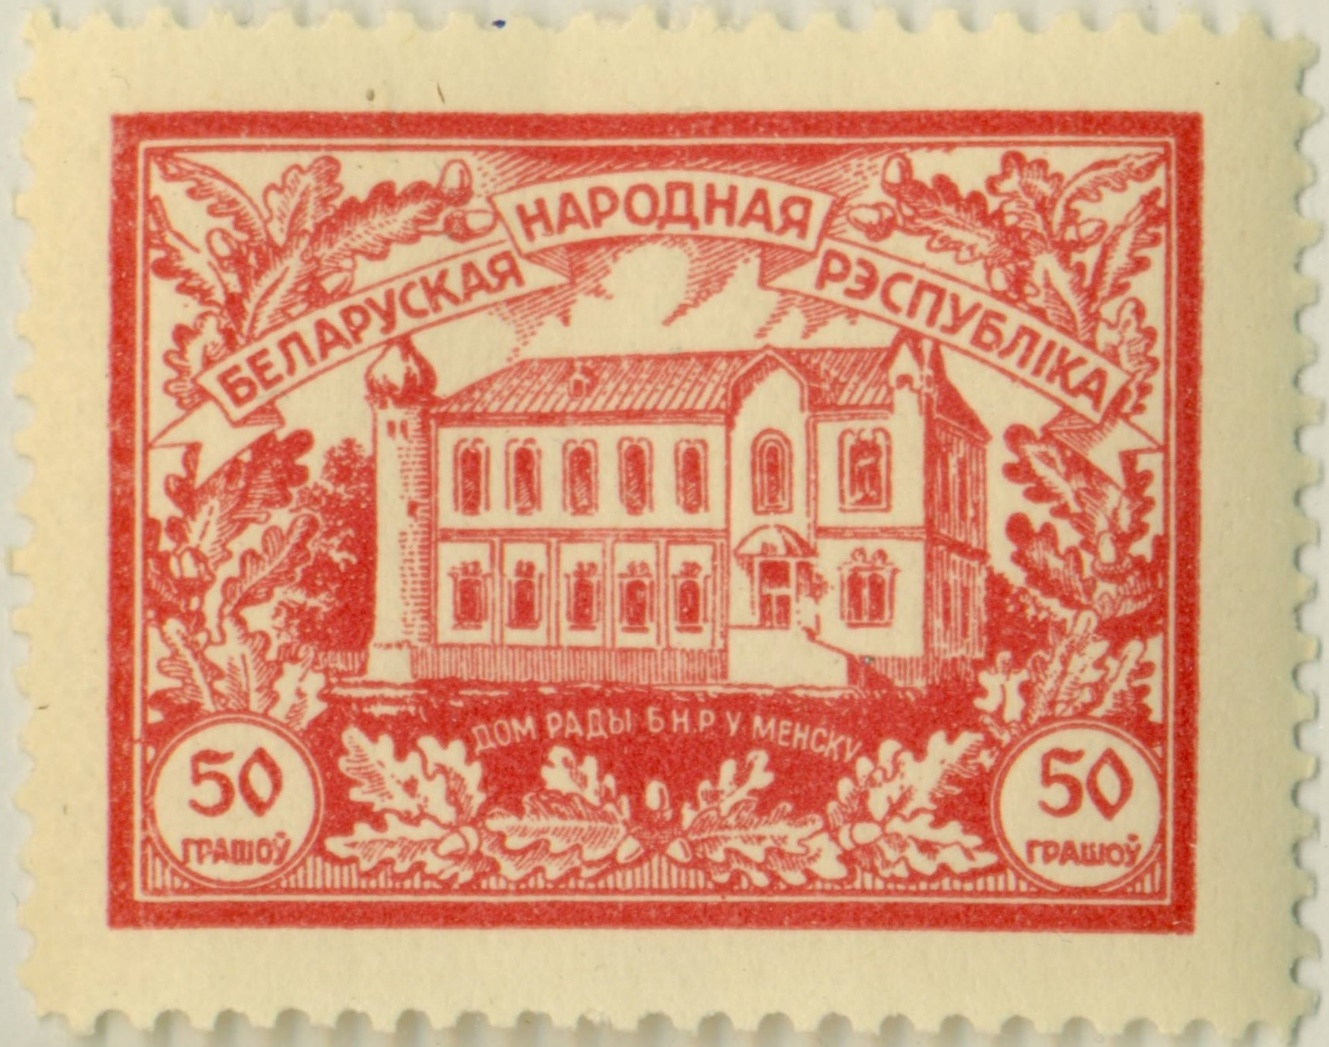 БЕЛАРУСКАЯ НАРОДНАЯ РЭСПУБЛІКА
ДОМ РАДЫ Б.Н.Р У МЕНСКУ
50 ГРАШОЎ
50 ГРАШОЎ